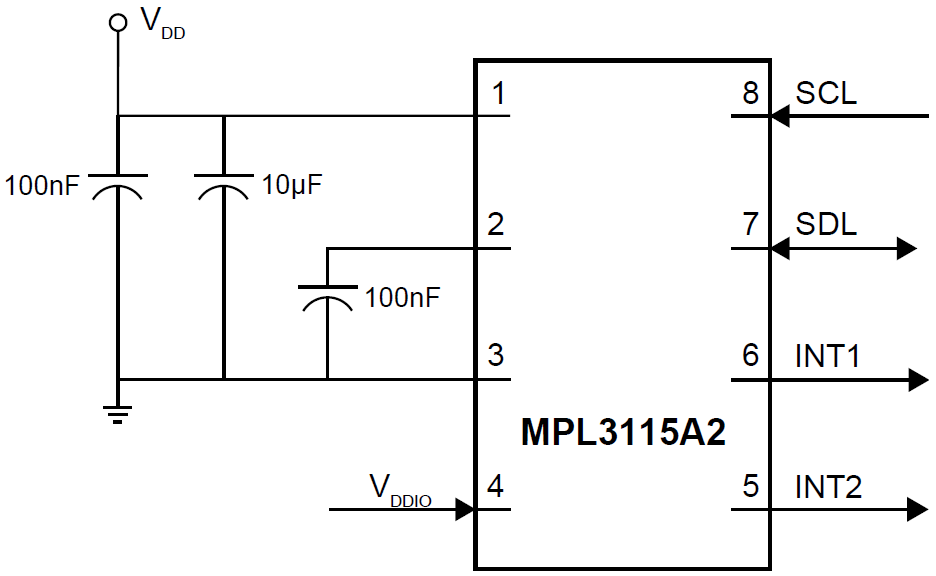 VDD
1
8 SCL
100nF
10µF
2
7 SDL
100nF
3
6 INT1
MPL3115A2
VDDIO
4
5 INT2